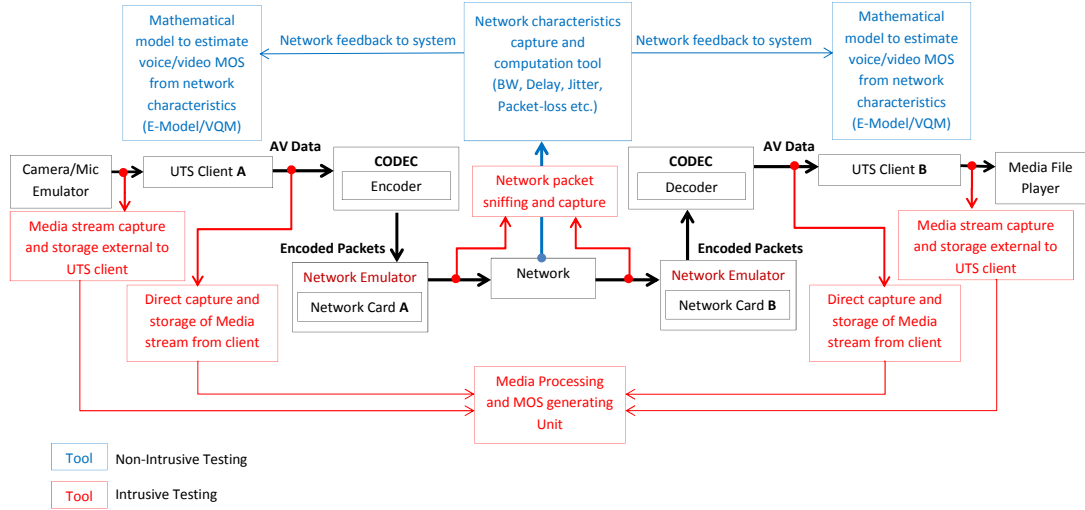 Mathematical
model to estimate
voice/video MOS
from network
characteristics
(E-Model/VQM)
Network feedback to system
Network characteristics
capture and
computation tool
(BW, Delay, Jitter,
Packet-loss etc.)
Network feedback to system
Mathematical
model to estimate
voice/video MOS
from network
characteristics
(E-Model/VQM)
Camera/Mic
Emulator
UTS Client A
AV Data
CODEC
Encoder
Network packet
sniffing and capture
CODEC
Decoder
AV Data
UTS Client B
Media File
Player
Media stream capture
and storage external to
UTS client
Encoded Packets
Network Emulator
Network Card A
Network
Encoded Packets
Network Emulator
Network Card B
Media stream capture
and storage external to
UTS client
Direct capture and
storage of Media
stream from client
Direct capture and
storage of Media
stream from client
Media Processing
and MOS generating
Unit
Tool Non-Intrusive Testing
Tool Intrusive Testing